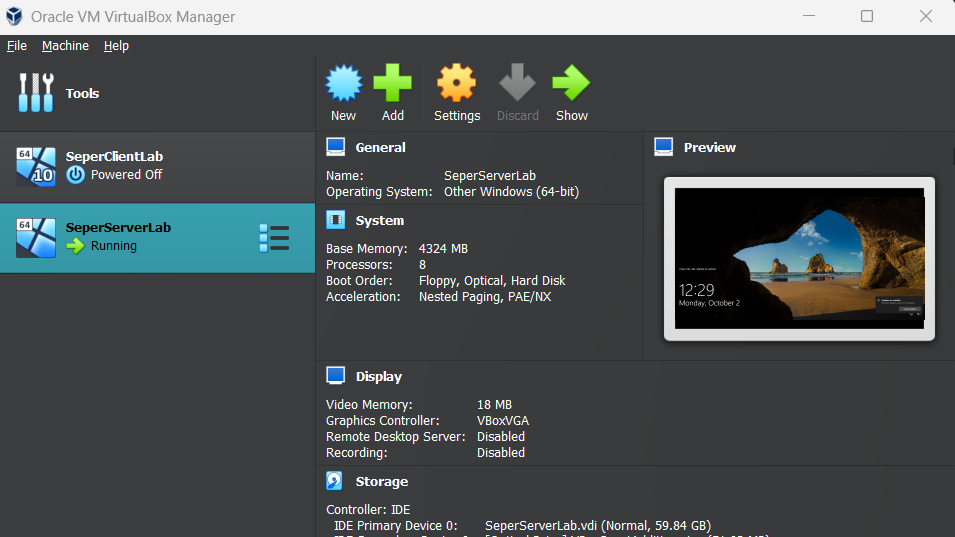 Oracle VM VirtualBox Manager
File Machine Help
Tools
New Add Settings Discard Show
64
10
SeperClientLab
Powered Off
64
SeperServerLab
Running
General
Name: SeperServerLab
Operating System: Other Windows (64-bit)
System
Base Memory: 4324 MB
Processors: 8
Boot Order: Floppy, Optical, Hard Disk
Acceleration: Nested Paging, PAE/NX
Preview
12:29
Monday, October 2
Display
Video Memory: 18 MB
Graphics Controller: VBoxVGA
Remote Desktop Server: Disabled
Recording: Disabled
Storage
Controller: IDE
IDE Primary Device 0: SeperServerLab.vdi (Normal, 59.84 GB)